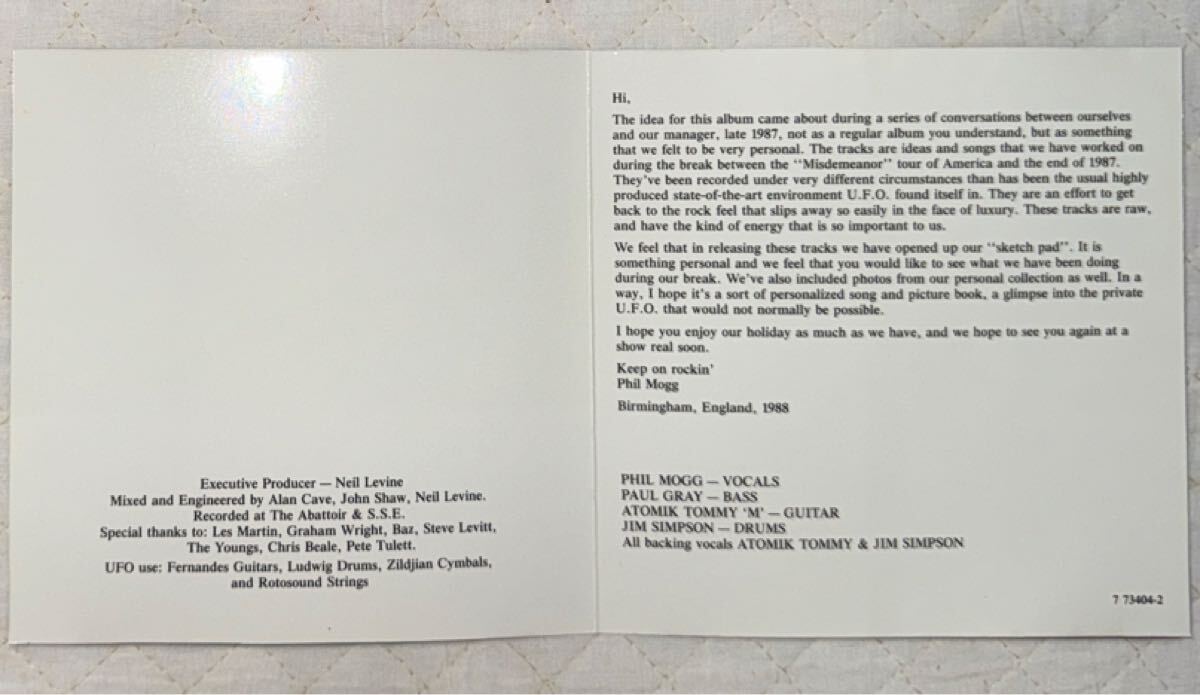 Executive Producer — Neil Levine
Mixed and Engineered by Alan Cave, John Shaw, Neil Levine.
Recorded at The Abattoir & S.S.E.
Special thanks to: Les Martin, Graham Wright, Baz, Steve Levitt,
The Youngs, Chris Beale, Pete Tulett.
UFO use: Fernandes Guitars, Ludwig Drums, Zildjian Cymbals,
and Rotosound Strings
Hi,
The idea for this album came about during a series of conversations between ourselves
and our manager, late 1987, not as a regular album you understand, but as something
that we felt to be very personal. The tracks are ideas and songs that we have worked on
during the break between the "Misdemeanor" tour of America and the end of 1987.
They've been recorded under very different circumstances than has been the usual highly
produced state-of-the-art environment U.F.O. found itself in. They are an effort to get
back to the rock feel that slips away so easily in the face of luxury. These tracks are raw,
and have the kind of energy that is so important to us.
We feel that in releasing these tracks we have opened up our "sketch pad". It is
something personal and we feel that you would like to see what we have been doing
during our break. We've also included photos from our personal collection as well. In a
way, I hope it's a sort of personalized song and picture book, a glimpse into the private
U.F.O. that would not normally be possible.
I hope you enjoy our holiday as much as we have, and we hope to see you again at a
show real soon.
Keep on rockin'
Phil Mogg
Birmingham, England, 1988
PHIL MOGG — VOCALS
PAUL GRAY — BASS
ATOMIK TOMMY 'M' — GUITAR
JIM SIMPSON — DRUMS
All backing vocals ATOMIK TOMMY & JIM SIMPSON
7 73404-2